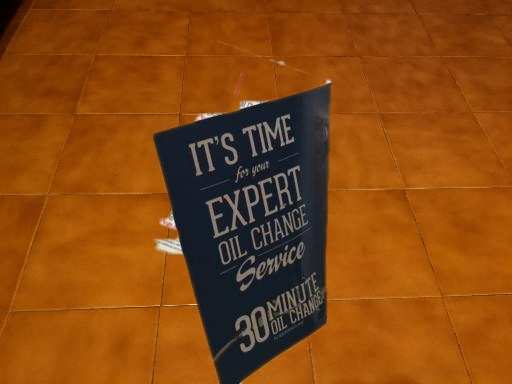 IT'S TIME
for your
EXPERT
OIL CHANGE
Service
30 MINUTE
OIL CHANGE